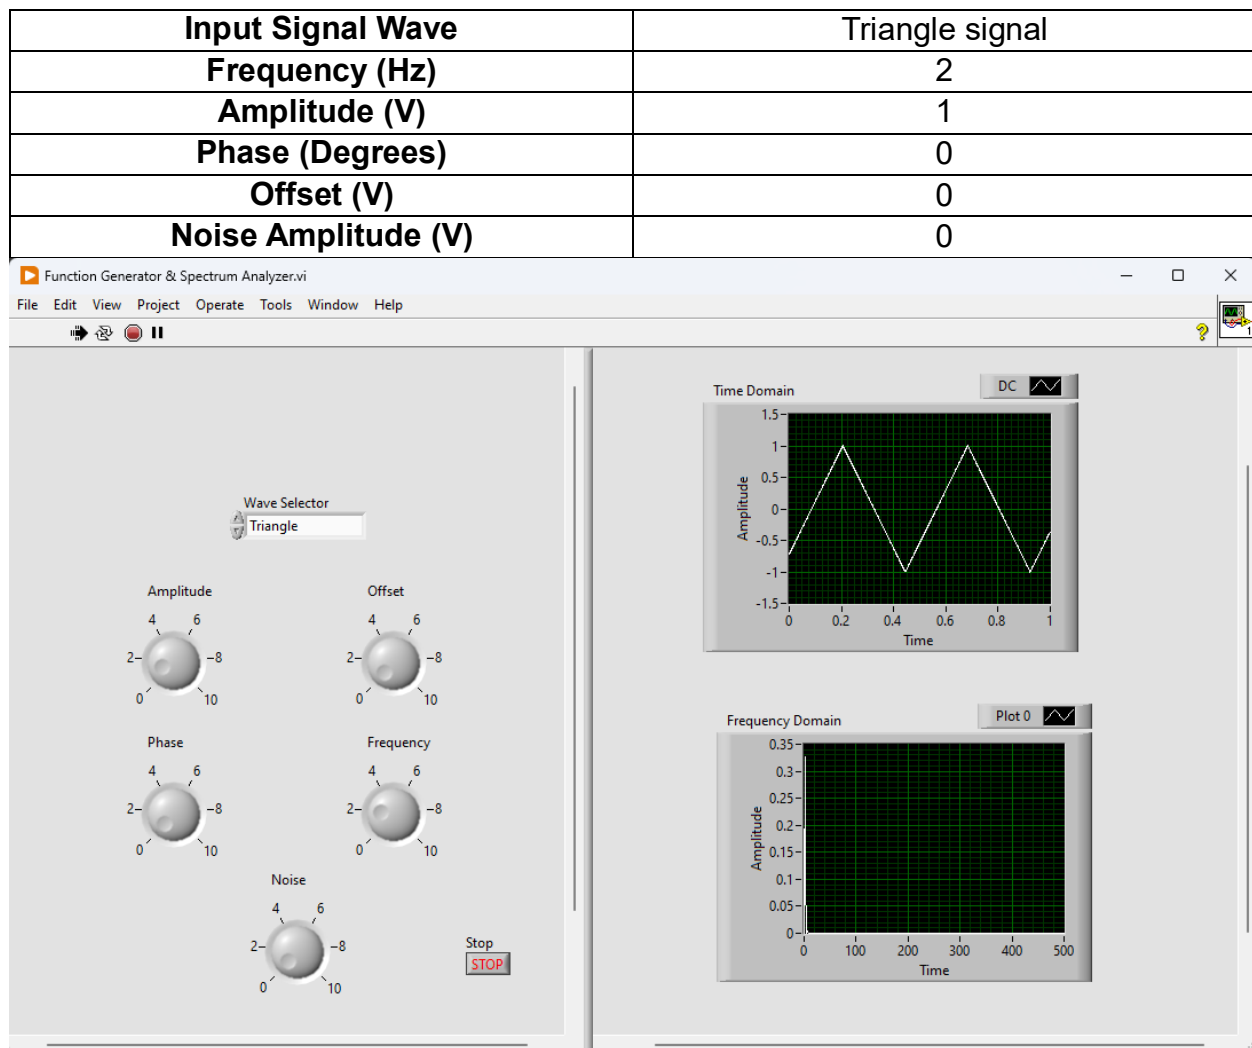 Input Signal Wave Triangle signal
Frequency (Hz) 2
Amplitude (V) 1
Phase (Degrees) 0
Offset (V) 0
Noise Amplitude (V) 0
Function Generator & Spectrum Analyzer.vi
File Edit View Project Operate Tools Window Help
1
Wave Selector
Triangle
Amplitude
4 6
2 8
0 10
Offset
4 6
2 8
0 10
Phase
4 6
2 8
0 10
Frequency
4 6
2 8
0 10
Noise
4 6
2 8
0 10
Stop
STOP
Time Domain
DC
Amplitude
1.5
1
0.5
0
-0.5
-1
-1.5
0 0.2 0.4 0.6 0.8 1
Time
Frequency Domain
Plot 0
Amplitude
0.35
0.3
0.25
0.2
0.15
0.1
0.05
0
0 100 200 300 400 500
Time